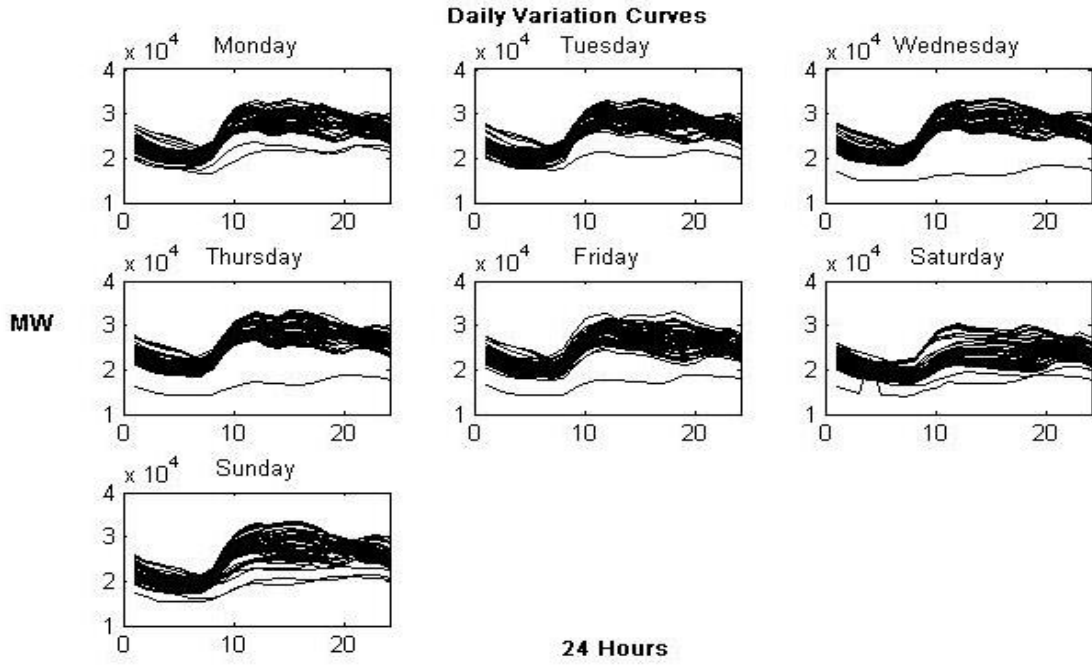 Daily Variation Curves
x 10^4 Monday
4
3
2
1
0 10 20
x 10^4 Tuesday
4
3
2
1
0 10 20
x 10^4 Wednesday
4
3
2
1
0 10 20
MW
x 10^4 Thursday
4
3
2
1
0 10 20
x 10^4 Friday
4
3
2
1
0 10 20
x 10^4 Saturday
4
3
2
1
0 10 20
x 10^4 Sunday
4
3
2
1
0 10 20
24 Hours